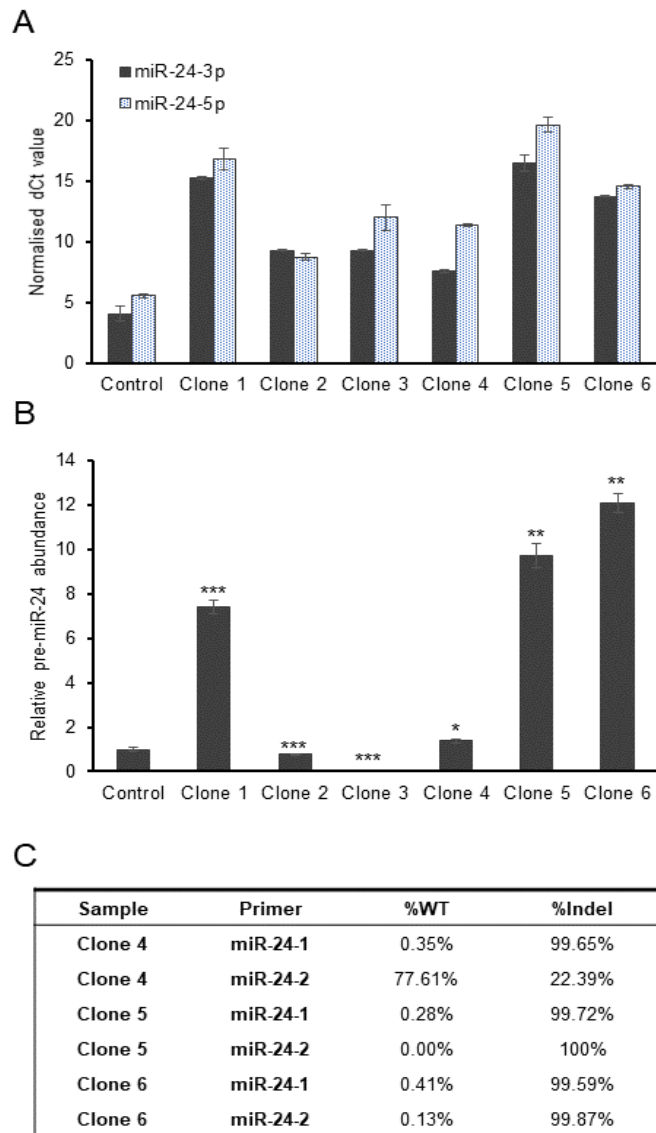 A
25
20
15
10
5
0
Normalised dCt value
miR-24-3p
miR-24-5p
Control Clone 1 Clone 2 Clone 3 Clone 4 Clone 5 Clone 6
B
14
12
10
8
6
4
2
0
Relative pre-miR-24 abundance
*** *** *** * ** **
Control Clone 1 Clone 2 Clone 3 Clone 4 Clone 5 Clone 6
C
Sample Primer %WT %Indel
Clone 4 miR-24-1 0.35% 99.65%
Clone 4 miR-24-2 77.61% 22.39%
Clone 5 miR-24-1 0.28% 99.72%
Clone 5 miR-24-2 0.00% 100%
Clone 6 miR-24-1 0.41% 99.59%
Clone 6 miR-24-2 0.13% 99.87%